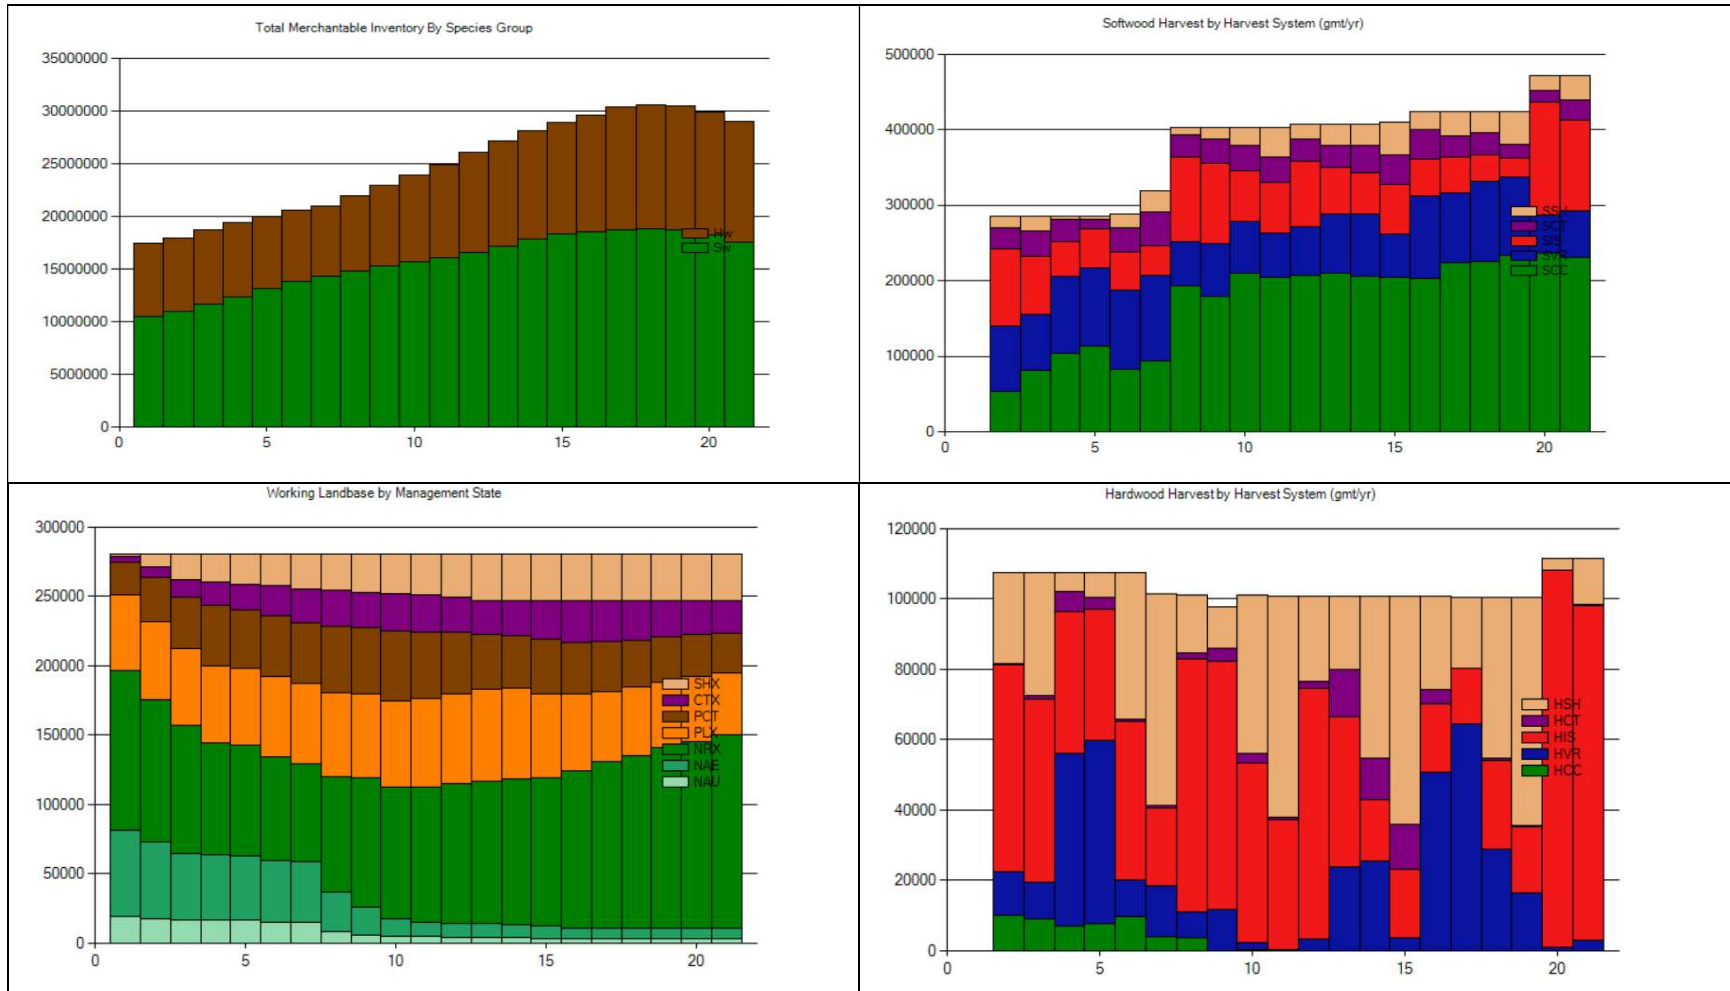 Total Merchantable Inventory By Species Group
35000000
30000000
25000000
20000000
15000000
10000000
5000000
0
Hw
Sw
0 5 10 15 20
Softwood Harvest by Harvest System (gmt/yr)
500000
400000
300000
200000
100000
0
SSH
SCT
SIS
SVR
SCC
0 5 10 15 20
Working Landbase by Management State
300000
250000
200000
150000
100000
50000
0
SHX
CTX
PCT
PLX
NRX
NAE
NAU
0 5 10 15 20
Hardwood Harvest by Harvest System (gmt/yr)
120000
100000
80000
60000
40000
20000
0
HSH
HCT
HIS
HVR
HCC
0 5 10 15 20